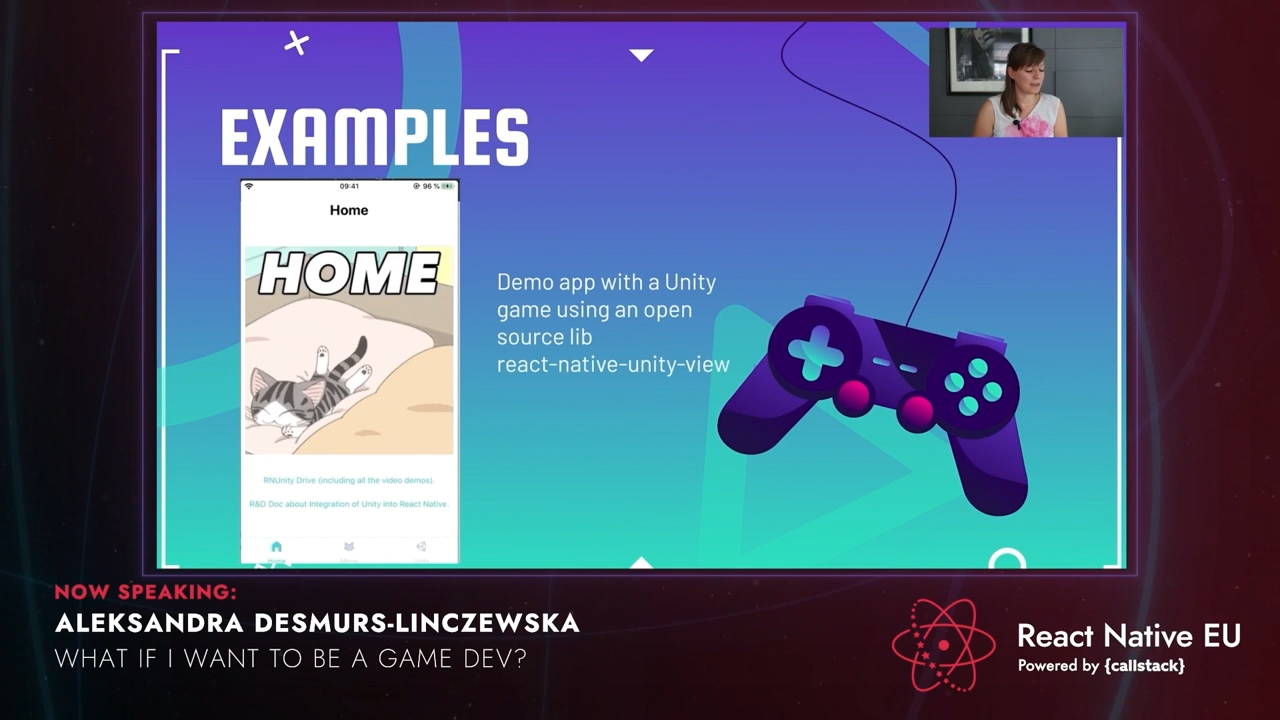 EXAMPLES
09:41
96 %
Home
HOME
RNUnity Drive (including all the video demos).
R&D Doc about Integration of Unity into React Native.
Demo app with a Unity
game using an open
source lib
react-native-unity-view
NOW SPEAKING:
ALEKSANDRA DESMURS-LINCZEWSKA
WHAT IF I WANT TO BE A GAME DEV?
React Native EU
Powered by {callstack}